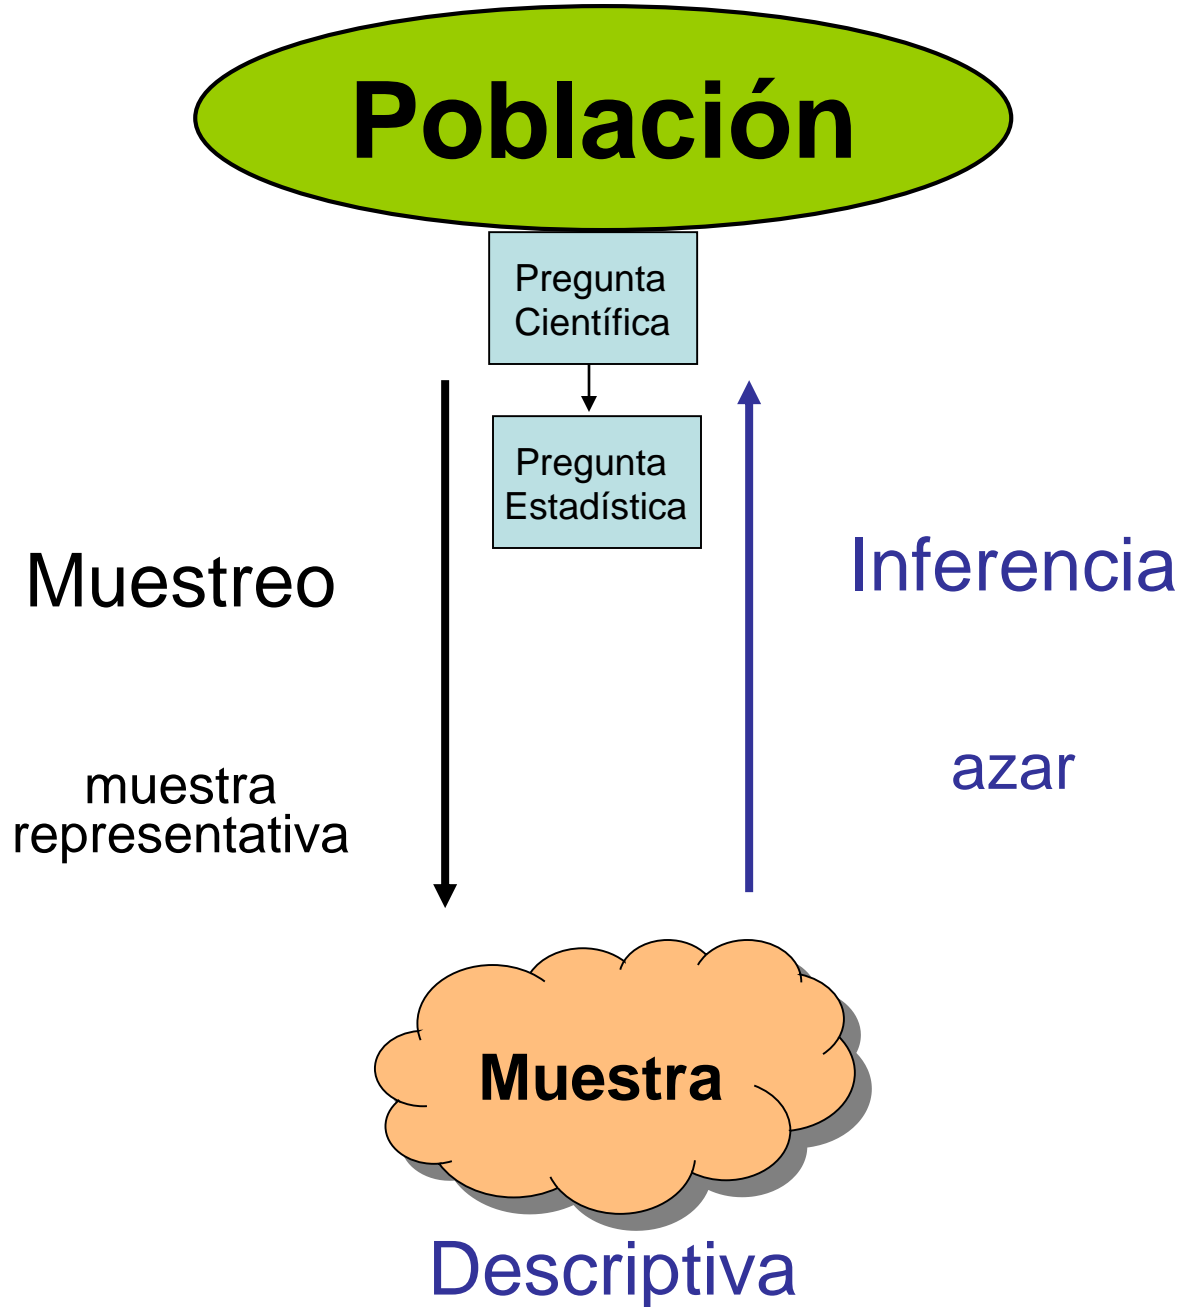 Población
Pregunta
Científica
Pregunta
Estadística
Muestreo
Inferencia
muestra
representativa
azar
Muestra
Descriptiva